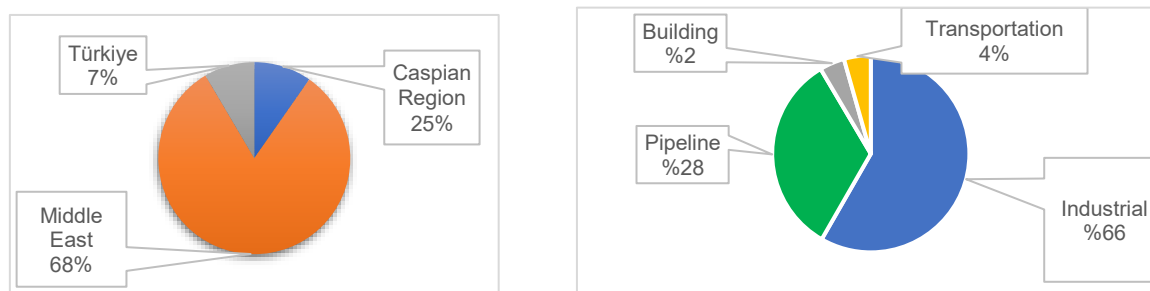 Türkiye
7%
Caspian
Region
25%
Middle
East
68%
Building
%2
Transportation
4%
Pipeline
%28
Industrial
%66